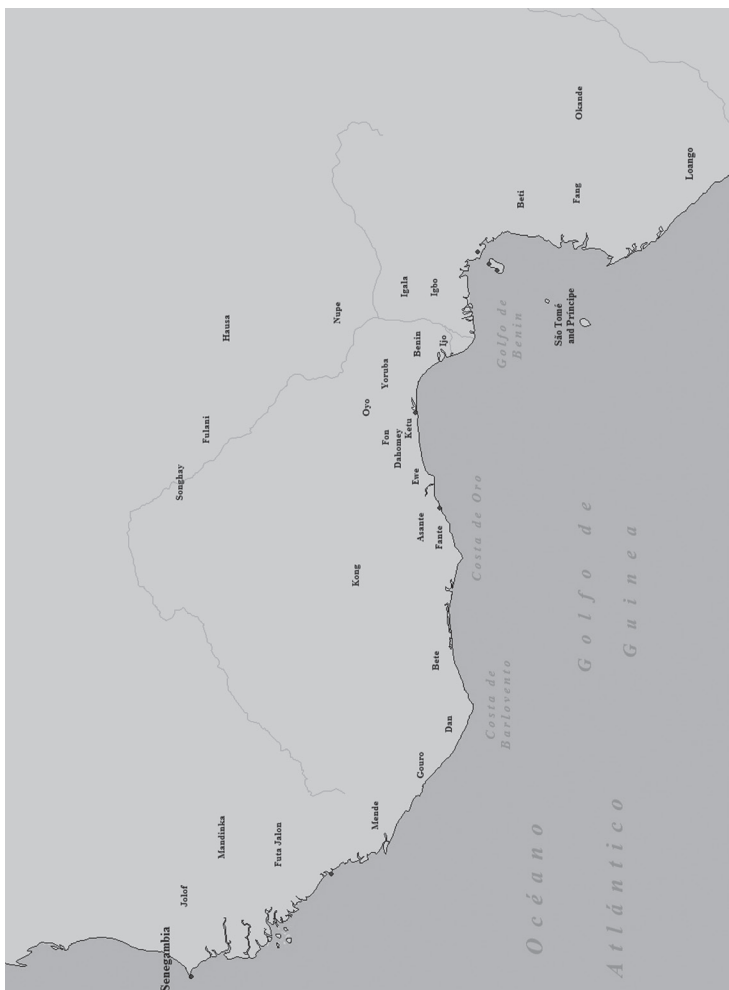 Senegambia
Jolof
Mandinka
Futa Jalon
Mende
Gouro
Dan
Bete
Kong
Songhay
Fulani
Hausa
Nupe
Asante
Fante
Ewe
Fon
Dahomey
Ketu
Oyo
Yoruba
Benin
Ijo
Igala
Igbo
Beti
Fang
Okande
Loango
São Tomé
and Príncipe
Costa de
Barlovento
Costa de Oro
Golfo de
Benín
Golfo de
Guinea
Océano
Atlántico